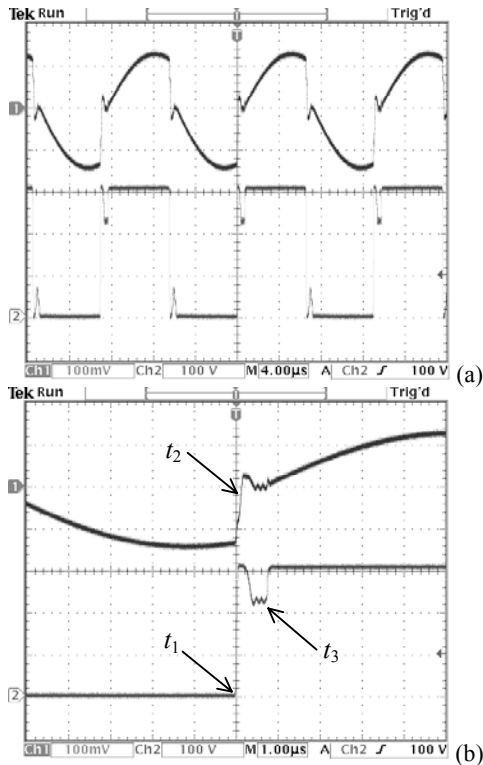 Tek Run Trig'd
T
1
2
Ch1 100mV Ch2 100 V M 4.00µs A Ch2 ∫ 100 V
(a)
Tek Run Trig'd
T
t2
1
t3
t1
2
Ch1 100mV Ch2 100 V M 1.00µs A Ch2 ∫ 100 V
(b)